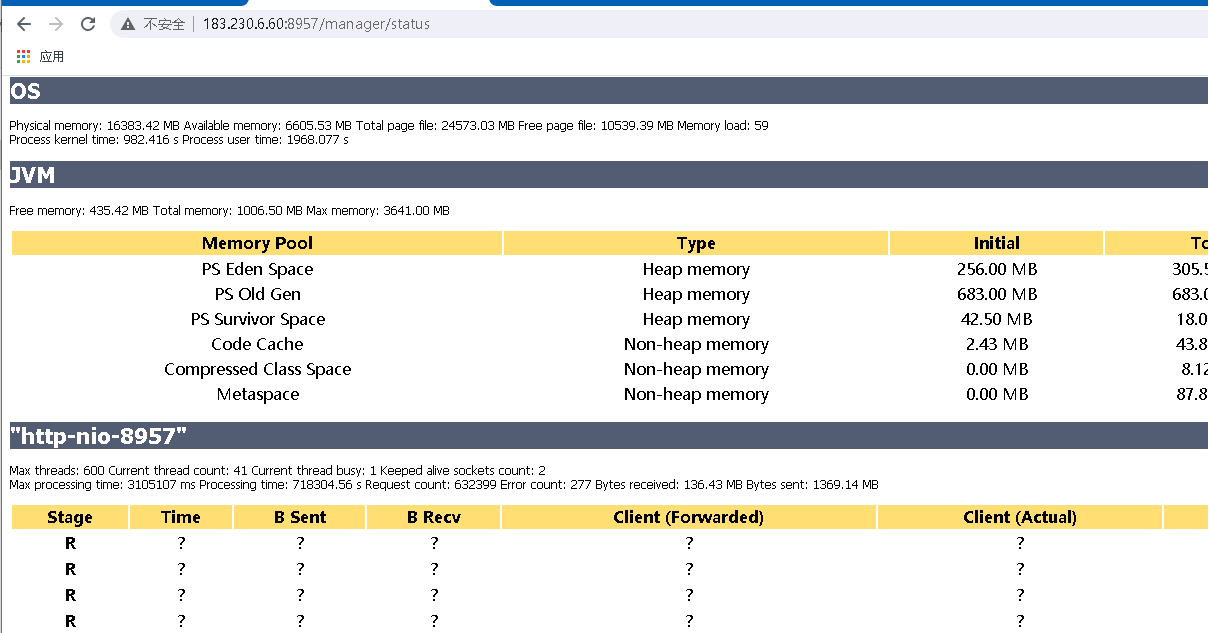 不安全 183.230.6.60:8957/manager/status
应用
OS
Physical memory: 16383.42 MB Available memory: 6605.53 MB Total page file: 24573.03 MB Free page file: 10539.39 MB Memory load: 59
Process kernel time: 982.416 s Process user time: 1968.077 s
JVM
Free memory: 435.42 MB Total memory: 1006.50 MB Max memory: 3641.00 MB
Memory Pool Type Initial To
PS Eden Space Heap memory 256.00 MB 305.5
PS Old Gen Heap memory 683.00 MB 683.0
PS Survivor Space Heap memory 42.50 MB 18.0
Code Cache Non-heap memory 2.43 MB 43.8
Compressed Class Space Non-heap memory 0.00 MB 8.12
Metaspace Non-heap memory 0.00 MB 87.8
"http-nio-8957"
Max threads: 600 Current thread count: 41 Current thread busy: 1 Keeped alive sockets count: 2
Max processing time: 3105107 ms Processing time: 718304.56 s Request count: 632399 Error count: 277 Bytes received: 136.43 MB Bytes sent: 1369.14 MB
Stage Time B Sent B Recv Client (Forwarded) Client (Actual)
R ? ? ? ? ?
R ? ? ? ? ?
R ? ? ? ? ?
R ? ? ? ? ?